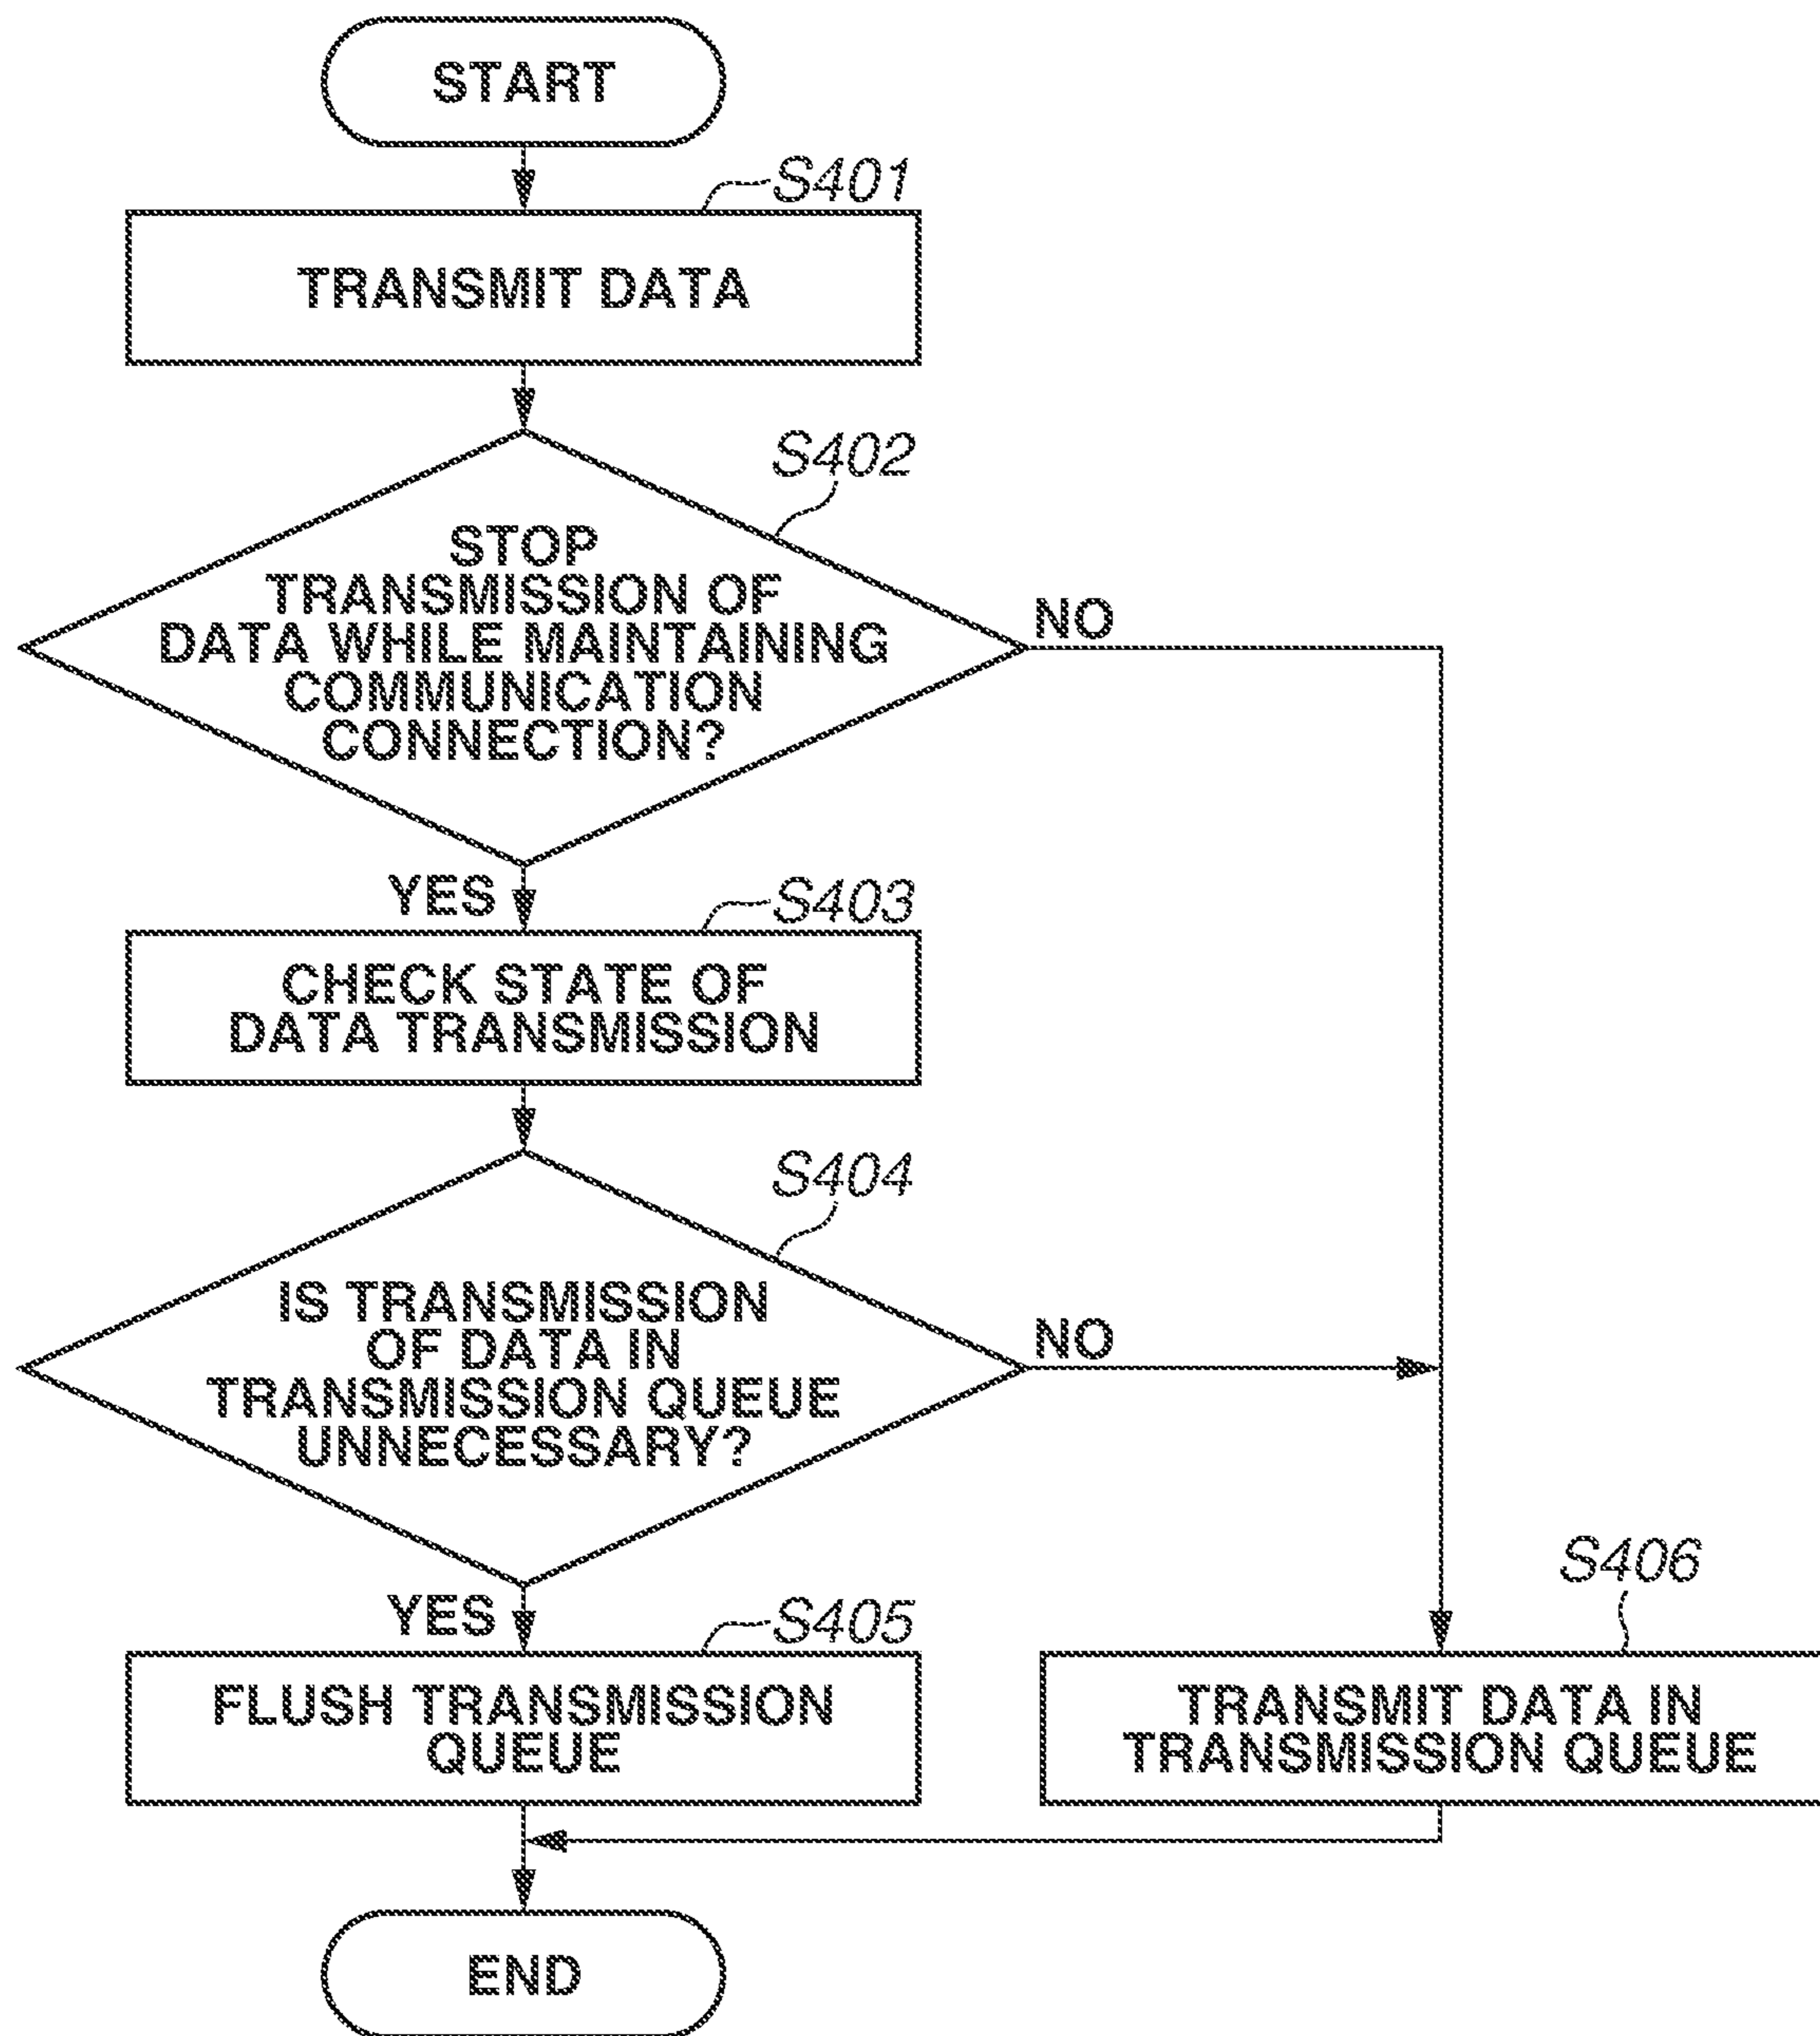 START
S401
TRANSMIT DATA
S402
STOP
TRANSMISSION OF
DATA WHILE MAINTAINING
COMMUNICATION
CONNECTION?
NO
YES
S403
CHECK STATE OF
DATA TRANSMISSION
S404
IS TRANSMISSION
OF DATA IN
TRANSMISSION QUEUE
UNNECESSARY?
NO
YES
S405
FLUSH TRANSMISSION
QUEUE
S406
TRANSMIT DATA IN
TRANSMISSION QUEUE
END